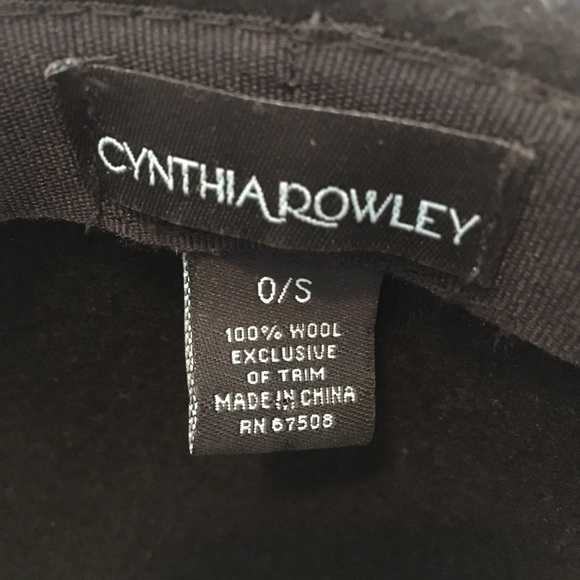 CYNTHIA ROWLEY
O/S
100% WOOL
EXCLUSIVE
OF TRIM
MADE IN CHINA
RN 67508